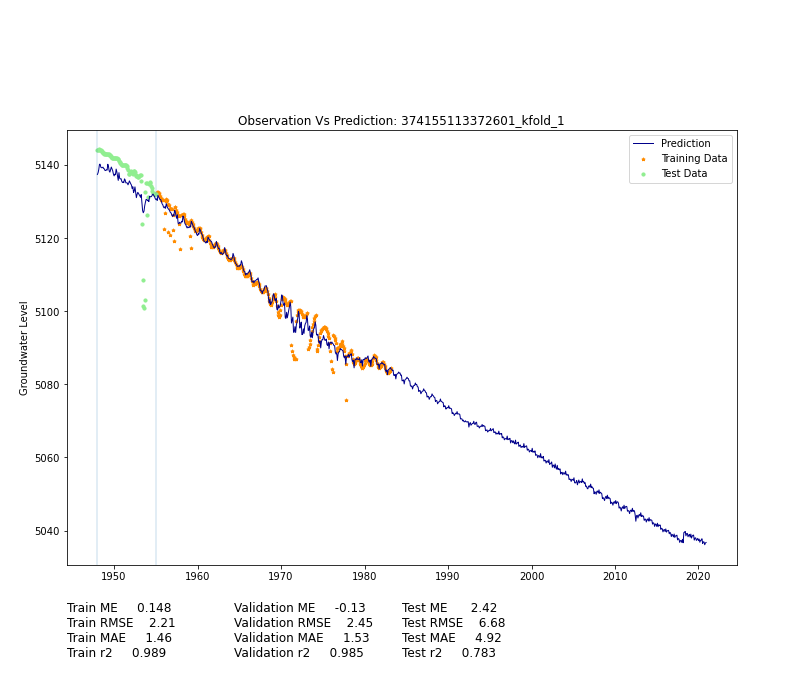 Observation Vs Prediction: 374155113372601_kfold_1
Prediction
Training Data
Test Data
Groundwater Level
5140
5120
5100
5080
5060
5040
1950 1960 1970 1980 1990 2000 2010 2020
Train ME 0.148 Validation ME -0.13 Test ME 2.42
Train RMSE 2.21 Validation RMSE 2.45 Test RMSE 6.68
Train MAE 1.46 Validation MAE 1.53 Test MAE 4.92
Train r2 0.989 Validation r2 0.985 Test r2 0.783